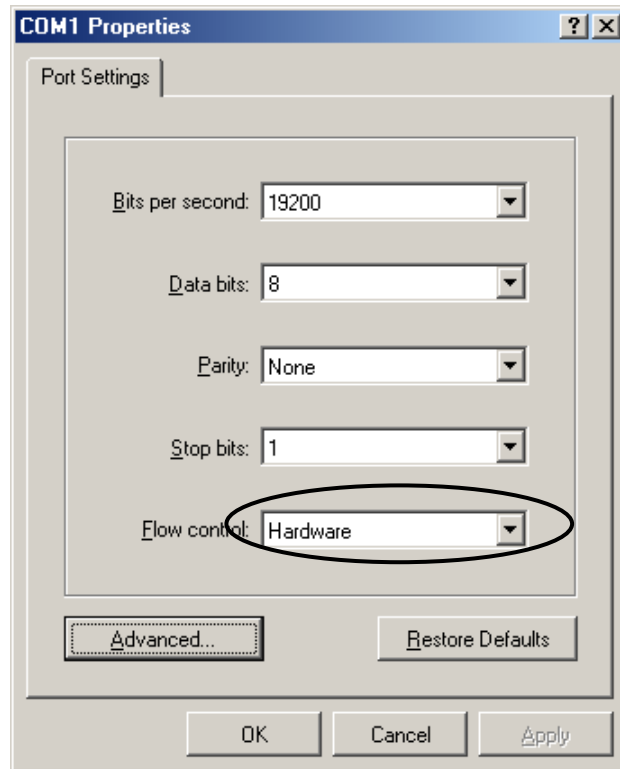 COM1 Properties
Port Settings
Bits per second: 19200
Data bits: 8
Parity: None
Stop bits: 1
Flow control: Hardware
Advanced...
Restore Defaults
OK
Cancel
Apply